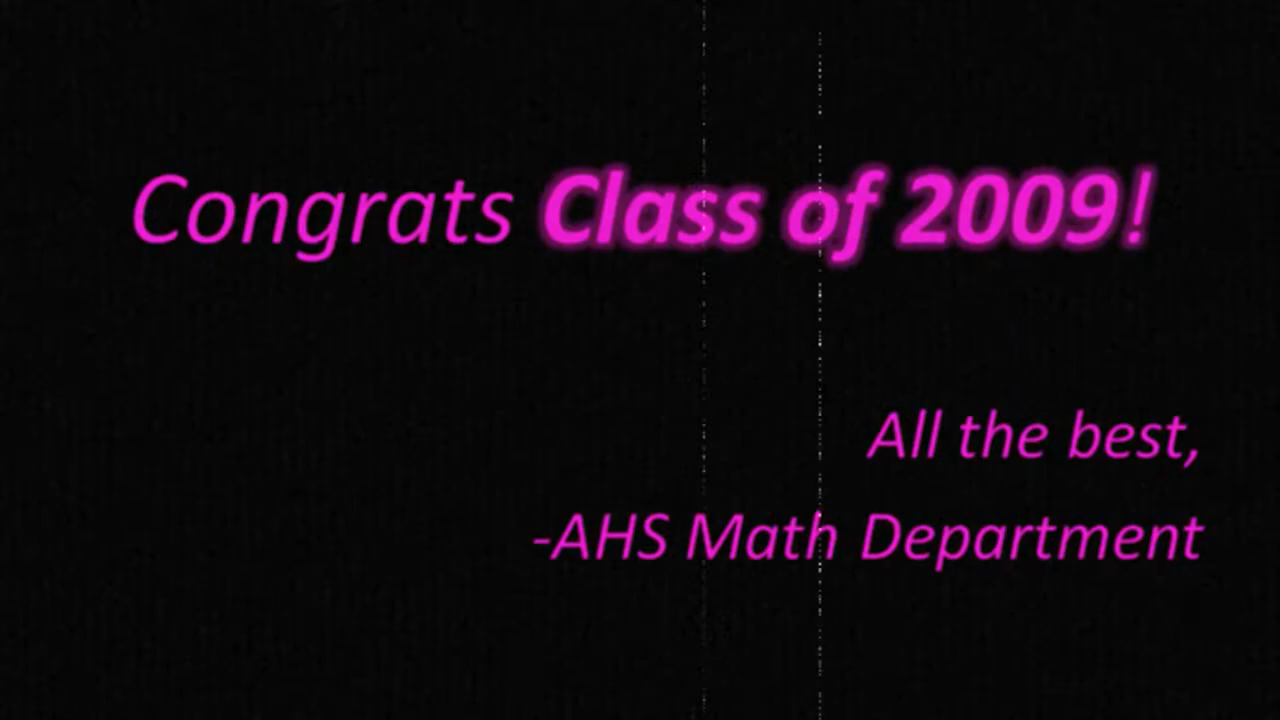 Congrats Class of 2009!
All the best,
-AHS Math Department